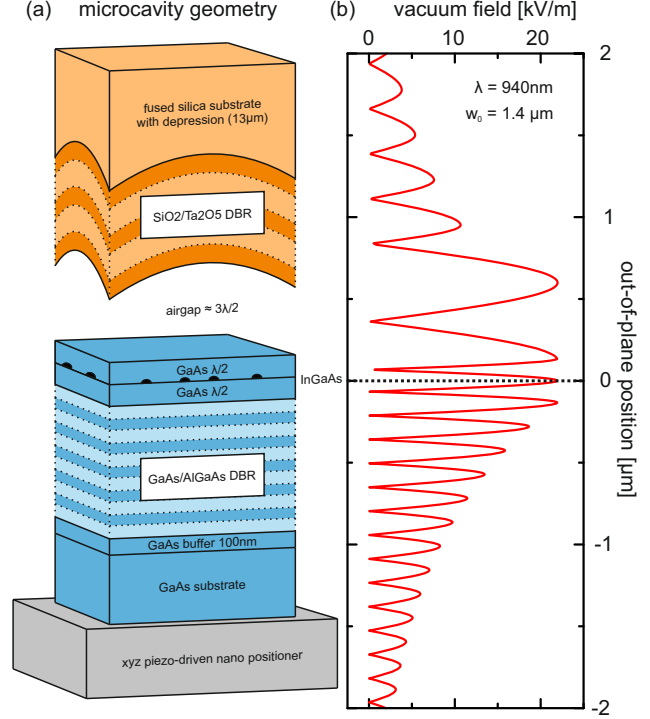 (a) microcavity geometry
fused silica substrate
with depression (13µm)
SiO2/Ta2O5 DBR
airgap ≈ 3λ/2
GaAs λ/2
GaAs λ/2
InGaAs
GaAs/AlGaAs DBR
GaAs buffer 100nm
GaAs substrate
xyz piezo-driven nano positioner
(b) vacuum field [kV/m]
0 10 20
λ = 940nm
w₀ = 1.4 µm
2
1
0
-1
-2
out-of-plane position [µm]